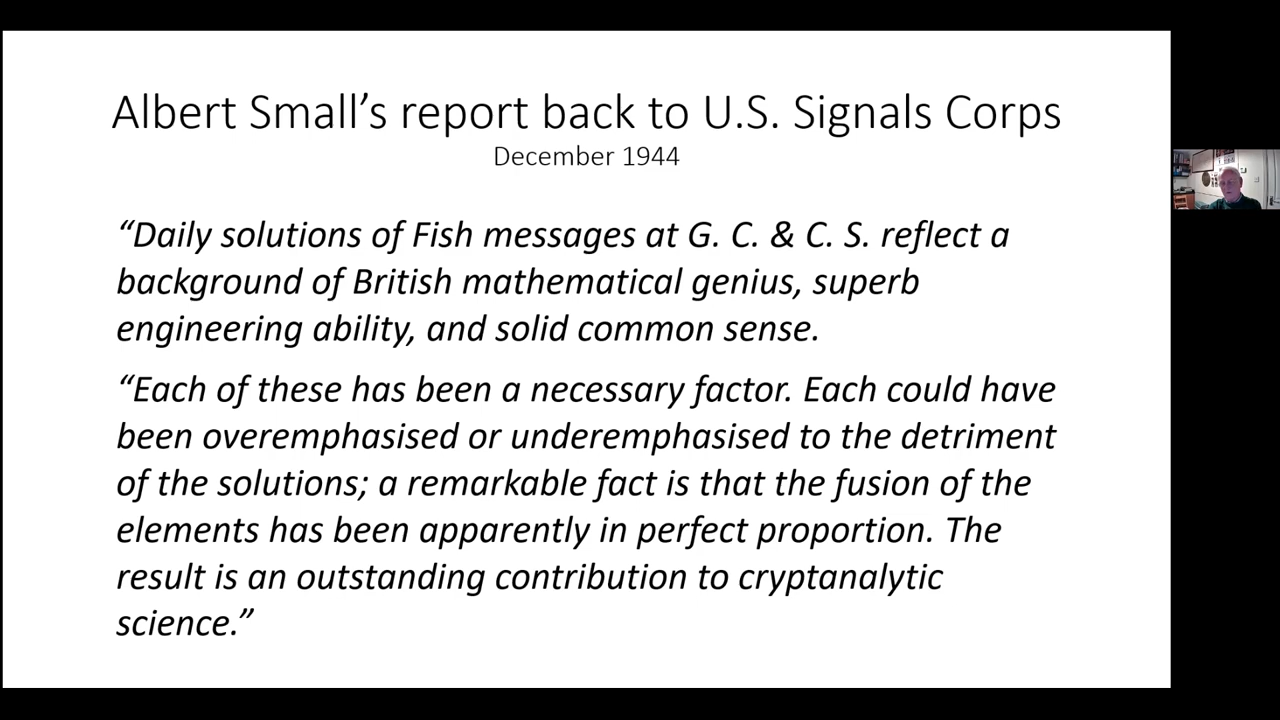 Albert Small’s report back to U.S. Signals Corps
December 1944
“Daily solutions of Fish messages at G. C. & C. S. reflect a
background of British mathematical genius, superb
engineering ability, and solid common sense.
“Each of these has been a necessary factor. Each could have
been overemphasised or underemphasised to the detriment
of the solutions; a remarkable fact is that the fusion of the
elements has been apparently in perfect proportion. The
result is an outstanding contribution to cryptanalytic
science.”